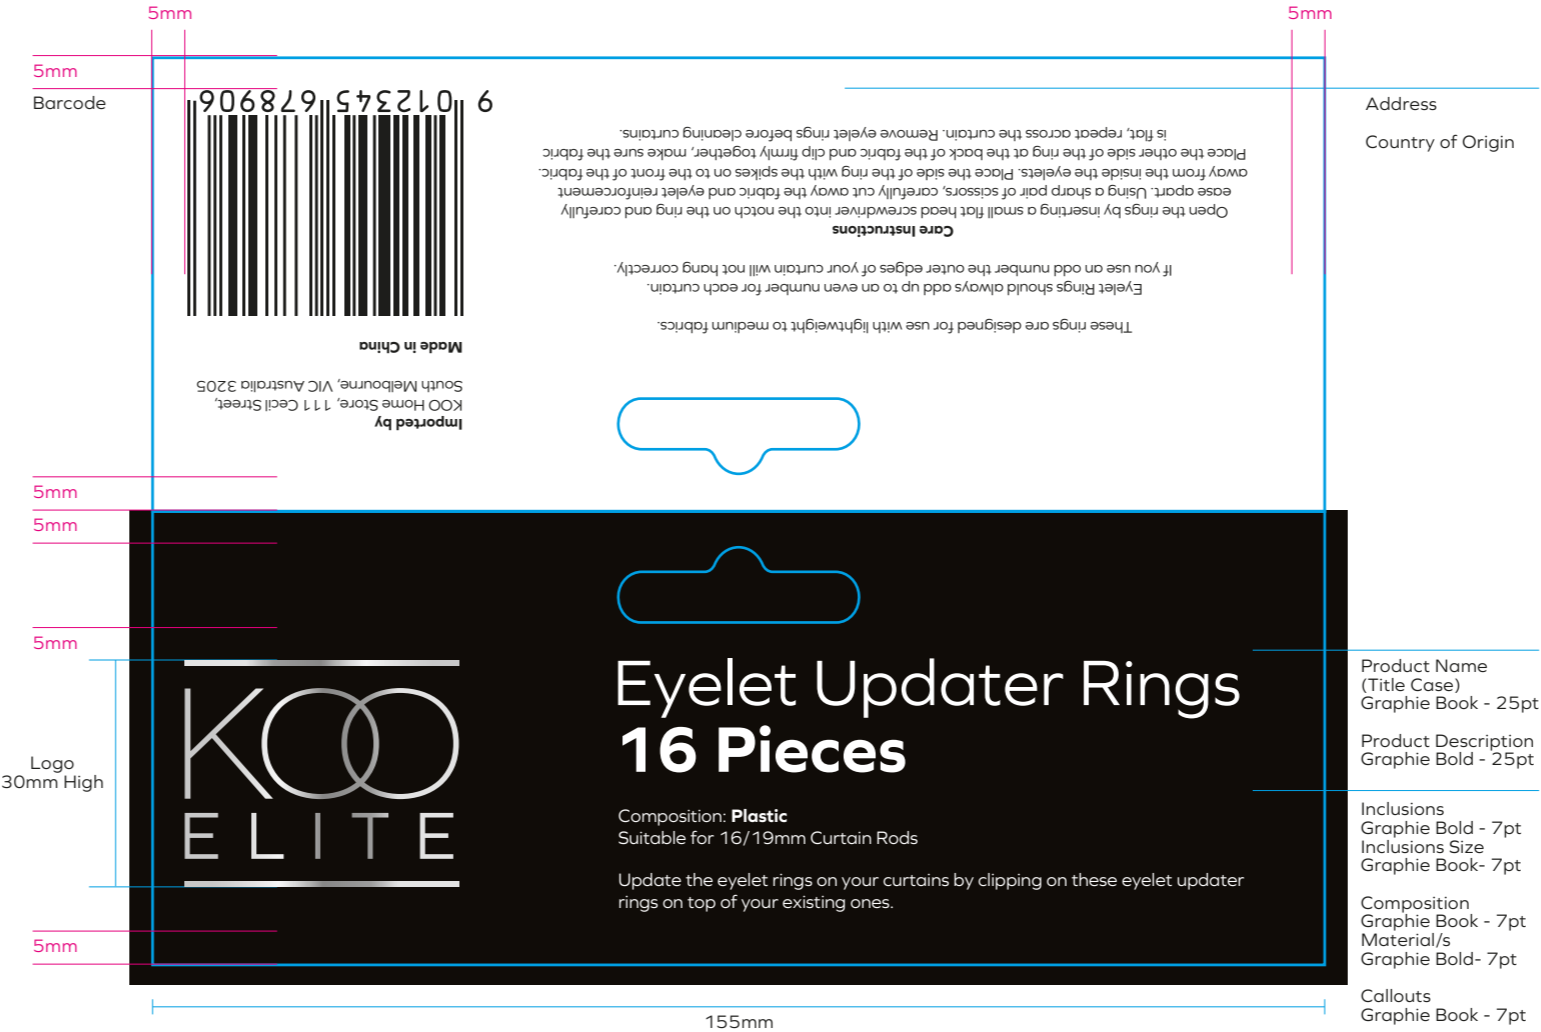 5mm
5mm
5mm
Barcode
9 012345 678906
Address
Country of Origin
These rings are designed for use with lightweight to medium fabrics.
Eyelet Rings should always add up to an even number for each curtain.
If you use an odd number the outer edges of your curtain will not hang correctly.
Care Instructions
Open the rings by inserting a small flat head screwdriver into the notch on the ring and carefully
ease apart. Using a sharp pair of scissors, carefully cut away the fabric and eyelet reinforcement
away from the inside the eyelets. Place the side of the ring with the spikes on to the front of the fabric.
Place the other side of the ring at the back of the fabric and clip firmly together, make sure the fabric
is flat, repeat across the curtain. Remove eyelet rings before cleaning curtains.
Imported by
KOO Home Store, 111 Cecil Street,
South Melbourne, VIC Australia 3205
Made in China
5mm
5mm
5mm
Logo
30mm High
KOO
ELITE
Eyelet Updater Rings
16 Pieces
Composition: Plastic
Suitable for 16/19mm Curtain Rods
Update the eyelet rings on your curtains by clipping on these eyelet updater
rings on top of your existing ones.
Product Name
(Title Case)
Graphie Book - 25pt
Product Description
Graphie Bold - 25pt
Inclusions
Graphie Bold - 7pt
Inclusions Size
Graphie Book- 7pt
Composition
Graphie Book - 7pt
Material/s
Graphie Bold- 7pt
Callouts
Graphie Book - 7pt
5mm
155mm